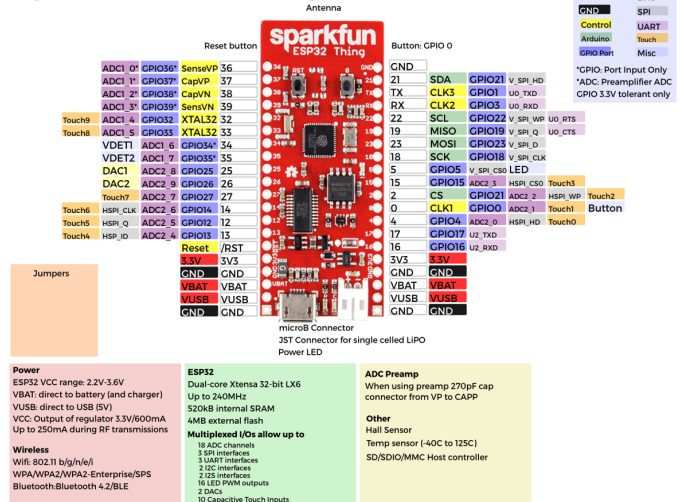 Antenna
GND
SPI
Control
UART
Arduino
Touch
GPIO Port
Misc
*GPIO: Port Input Only
*ADC: Preamplifier ADC
GPIO 3.3V tolerant only
Reset button
sparkfun
ESP32 Thing
Button: GPIO 0
RST
ADC1_0* GPIO36* SenseVP 36
ADC1_1* GPIO37* CapVP 37
ADC1_2* GPIO38* CapVN 38
ADC1_3* GPIO39* SensVN 39
Touch9 ADC1_4 GPIO32 XTAL32 32
Touch8 ADC1_5 GPIO33 XTAL32 33
VDET1 ADC1_6 GPIO34* 34
VDET2 ADC1_7 GPIO35* 35
DAC1 ADC2_8 GPIO25 25
DAC2 ADC2_9 GPIO26 26
Touch7 ADC2_7 GPIO27 27
Touch6 HSPI_CLK ADC2_6 GPIO14 14
Touch5 HSPI_Q ADC2_5 GPIO12 12
Touch4 HSP_ID ADC2_4 GPIO13 13
Reset /RST
3.3V 3V3
GND GND
VBAT VBAT
VUSB VUSB
GND GND
GND
21 SDA GPIO21 V_SPI_HD
TX CLK3 GPIO1 U0_TXD
RX CLK2 GPIO3 U0_RXD
22 SCL GPIO22 V_SPI_WP U0_RTS
19 MISO GPIO19 V_SPI_Q U0_CTS
23 MOSI GPIO23 V_SPI_D
18 SCK GPIO18 V_SPI_CLK
5 GPIO5 V_SPI_CS0 LED
15 GPIO15 ADC2_3 HSPI_CS0 Touch3
2 CS GPIO21 ADC2_2 HSPI_WP Touch2
0 CLK1 GPIO0 ADC2_1 Touch1 Button
4 GPIO4 ADC2_0 HSPI_HD Touch0
17 GPIO17 U2_TXD
16 GPIO16 U2_RXD
3V3 3.3V
GND GND
VBAT VBAT
VUSB VUSB
GND GND
Jumpers
microB Connector
JST Connector for single celled LiPO
Power LED
Power
ESP32 VCC range: 2.2V-3.6V
VBAT: direct to battery (and charger)
VUSB: direct to USB (5V)
VCC: Output of regulator 3.3V/600mA
Up to 250mA during RF transmissions
Wireless
Wifi: 802.11 b/g/n/e/i
WPA/WPA2/WPA2-Enterprise/SPS
Bluetooth:Bluetooth 4.2/BLE
ESP32
Dual-core Xtensa 32-bit LX6
Up to 240MHz
520kB internal SRAM
4MB external flash
Multiplexed I/Os allow up to
18 ADC channels
3 SPI interfaces
3 UART interfaces
2 I2C interfaces
2 I2S interfaces
16 LED PWM outputs
2 DACs
10 Capacitive Touch Inputs
ADC Preamp
When using preamp 270pF cap
connector from VP to CAPP
Other
Hall Sensor
Temp sensor (-40C to 125C)
SD/SDIO/MMC Host controller